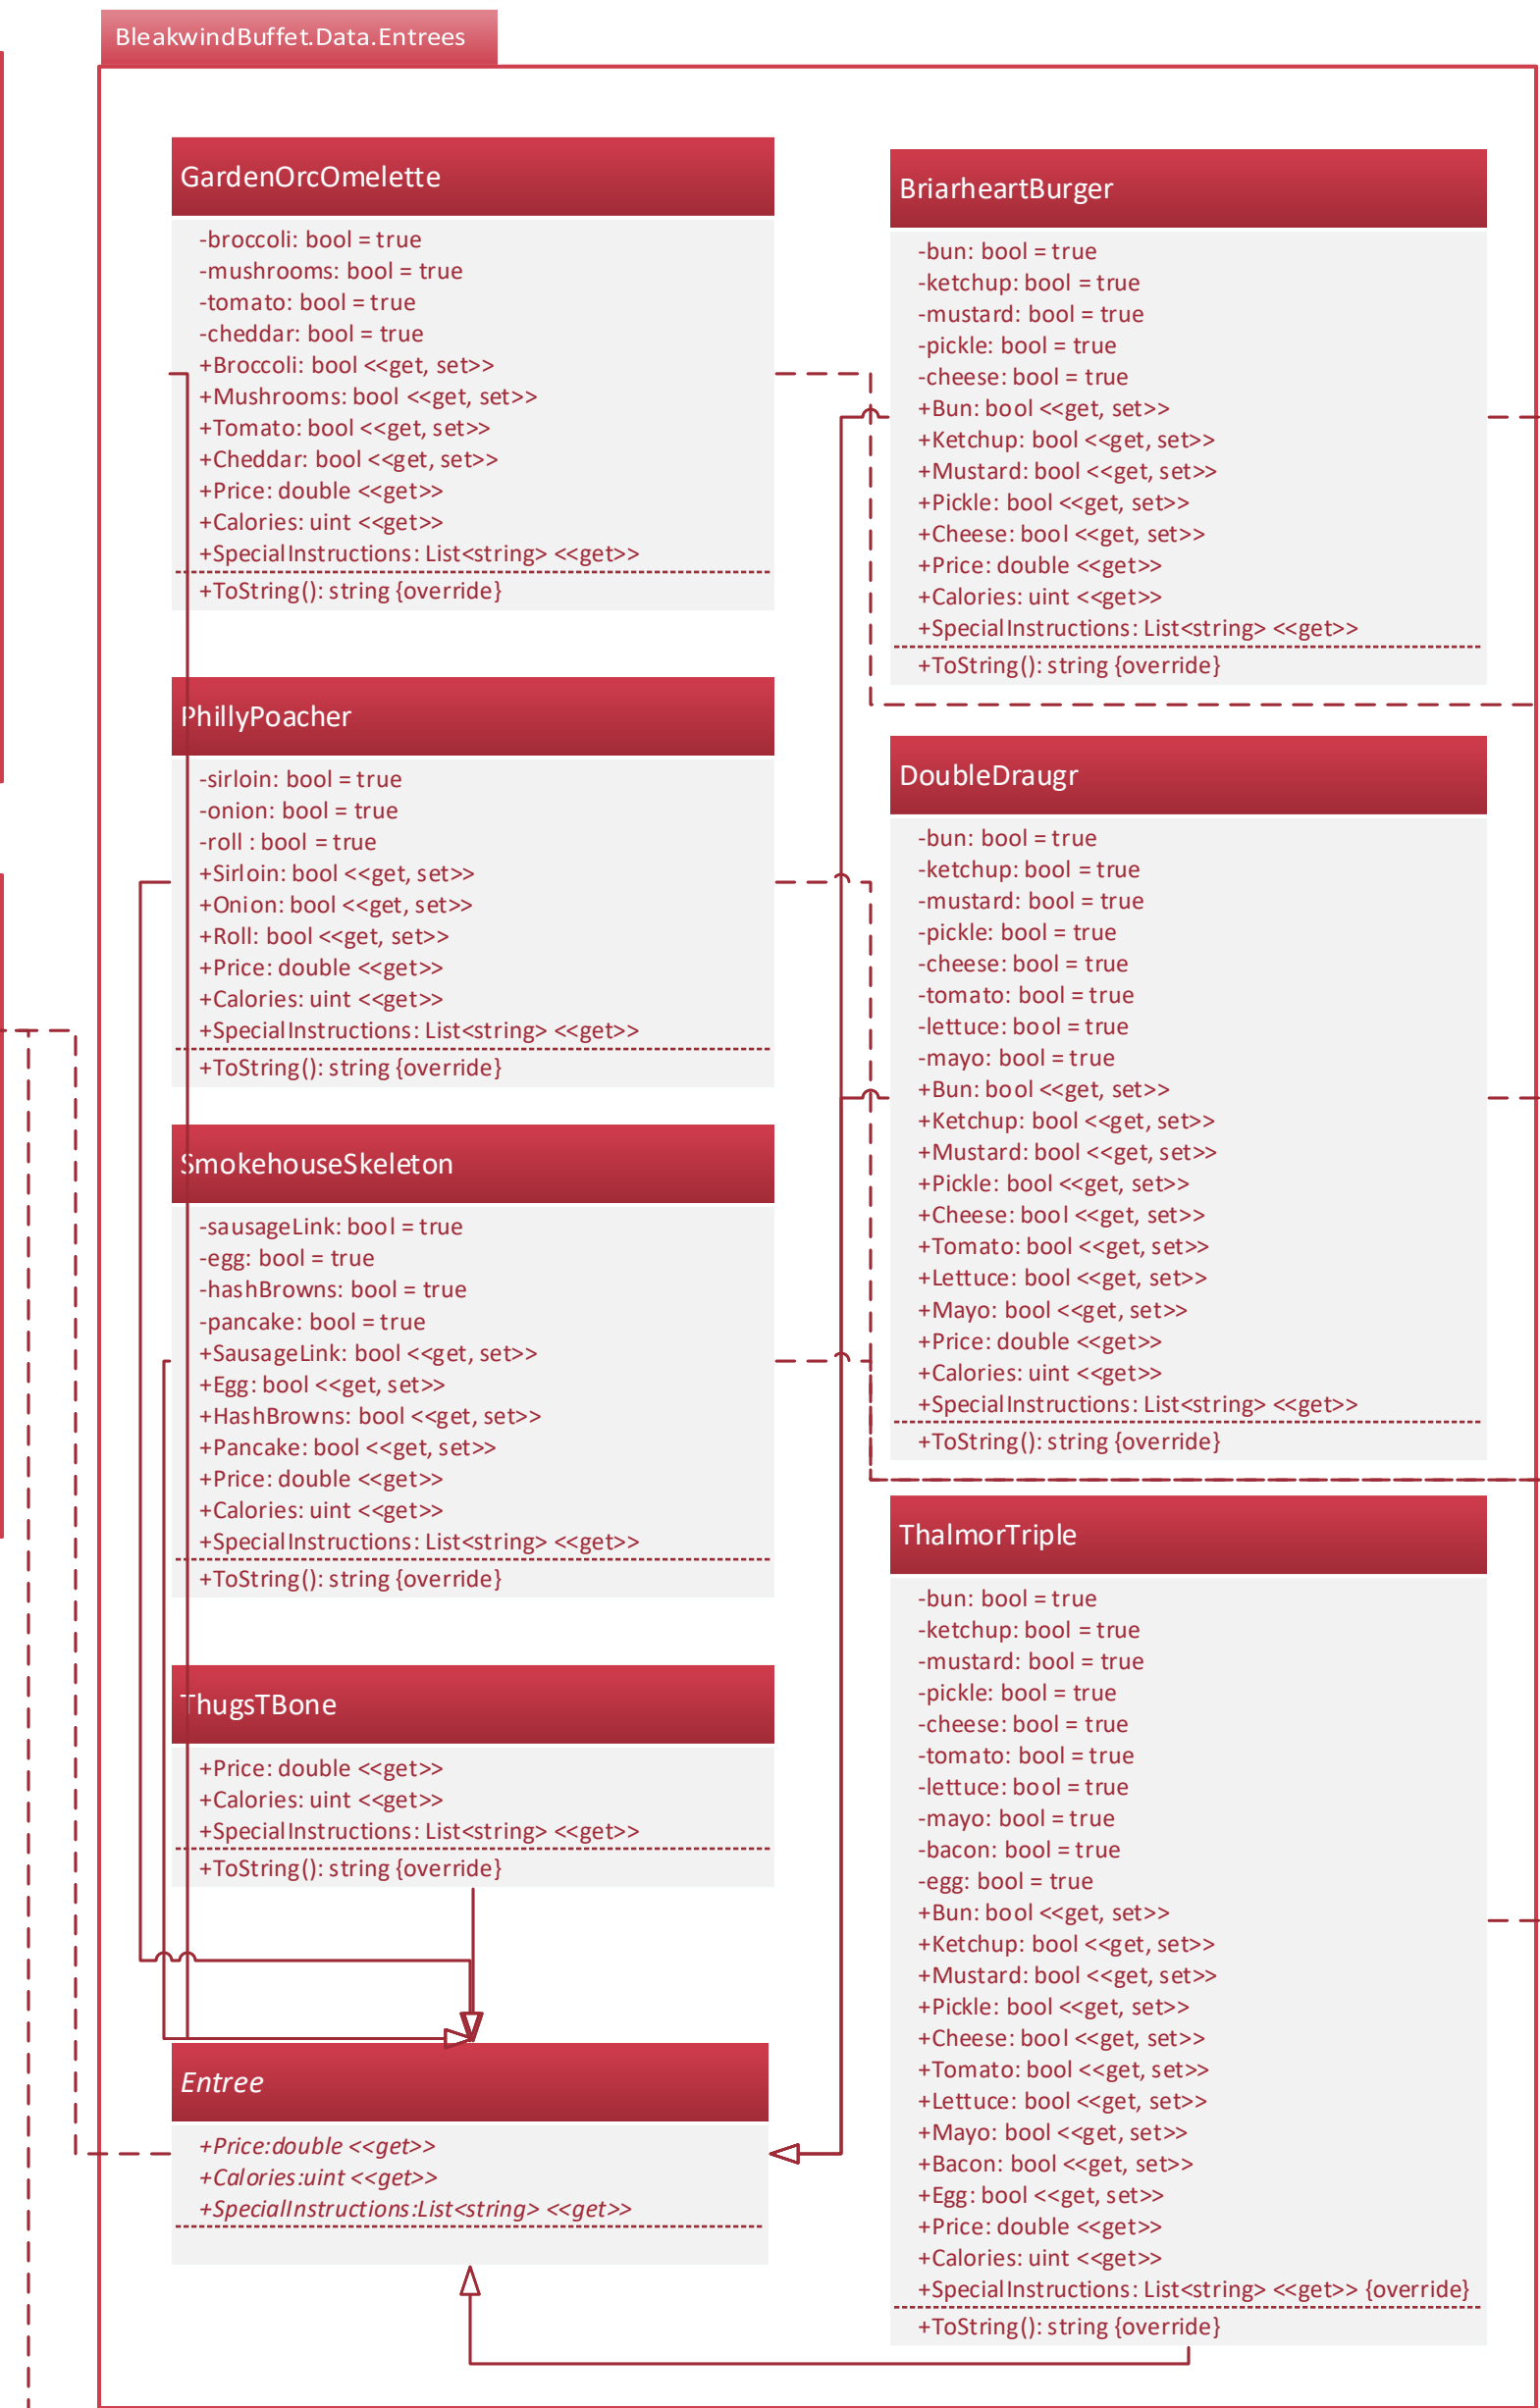 BleakwindBuffet.Data.Entrees
GardenOrcOmelette
-broccoli: bool = true
-mushrooms: bool = true
-tomato: bool = true
-cheddar: bool = true
+Broccoli: bool <<get, set>>
+Mushrooms: bool <<get, set>>
+Tomato: bool <<get, set>>
+Cheddar: bool <<get, set>>
+Price: double <<get>>
+Calories: uint <<get>>
+SpecialInstructions: List<string> <<get>>
+ToString(): string {override}
PhillyPoacher
-sirloin: bool = true
-onion: bool = true
-roll : bool = true
+Sirloin: bool <<get, set>>
+Onion: bool <<get, set>>
+Roll: bool <<get, set>>
+Price: double <<get>>
+Calories: uint <<get>>
+SpecialInstructions: List<string> <<get>>
+ToString(): string {override}
SmokehouseSkeleton
-sausageLink: bool = true
-egg: bool = true
-hashBrowns: bool = true
-pancake: bool = true
+SausageLink: bool <<get, set>>
+Egg: bool <<get, set>>
+HashBrowns: bool <<get, set>>
+Pancake: bool <<get, set>>
+Price: double <<get>>
+Calories: uint <<get>>
+SpecialInstructions: List<string> <<get>>
+ToString(): string {override}
ThugsTBone
+Price: double <<get>>
+Calories: uint <<get>>
+SpecialInstructions: List<string> <<get>>
+ToString(): string {override}
Entree
+Price:double <<get>>
+Calories:uint <<get>>
+SpecialInstructions:List<string> <<get>>
BriarheartBurger
-bun: bool = true
-ketchup: bool = true
-mustard: bool = true
-pickle: bool = true
-cheese: bool = true
+Bun: bool <<get, set>>
+Ketchup: bool <<get, set>>
+Mustard: bool <<get, set>>
+Pickle: bool <<get, set>>
+Cheese: bool <<get, set>>
+Price: double <<get>>
+Calories: uint <<get>>
+SpecialInstructions: List<string> <<get>>
+ToString(): string {override}
DoubleDraugr
-bun: bool = true
-ketchup: bool = true
-mustard: bool = true
-pickle: bool = true
-cheese: bool = true
-tomato: bool = true
-lettuce: bool = true
-mayo: bool = true
+Bun: bool <<get, set>>
+Ketchup: bool <<get, set>>
+Mustard: bool <<get, set>>
+Pickle: bool <<get, set>>
+Cheese: bool <<get, set>>
+Tomato: bool <<get, set>>
+Lettuce: bool <<get, set>>
+Mayo: bool <<get, set>>
+Price: double <<get>>
+Calories: uint <<get>>
+SpecialInstructions: List<string> <<get>>
+ToString(): string {override}
ThalmorTriple
-bun: bool = true
-ketchup: bool = true
-mustard: bool = true
-pickle: bool = true
-cheese: bool = true
-tomato: bool = true
-lettuce: bool = true
-mayo: bool = true
-bacon: bool = true
-egg: bool = true
+Bun: bool <<get, set>>
+Ketchup: bool <<get, set>>
+Mustard: bool <<get, set>>
+Pickle: bool <<get, set>>
+Cheese: bool <<get, set>>
+Tomato: bool <<get, set>>
+Lettuce: bool <<get, set>>
+Mayo: bool <<get, set>>
+Bacon: bool <<get, set>>
+Egg: bool <<get, set>>
+Price: double <<get>>
+Calories: uint <<get>>
+SpecialInstructions: List<string> <<get>> {override}
+ToString(): string {override}